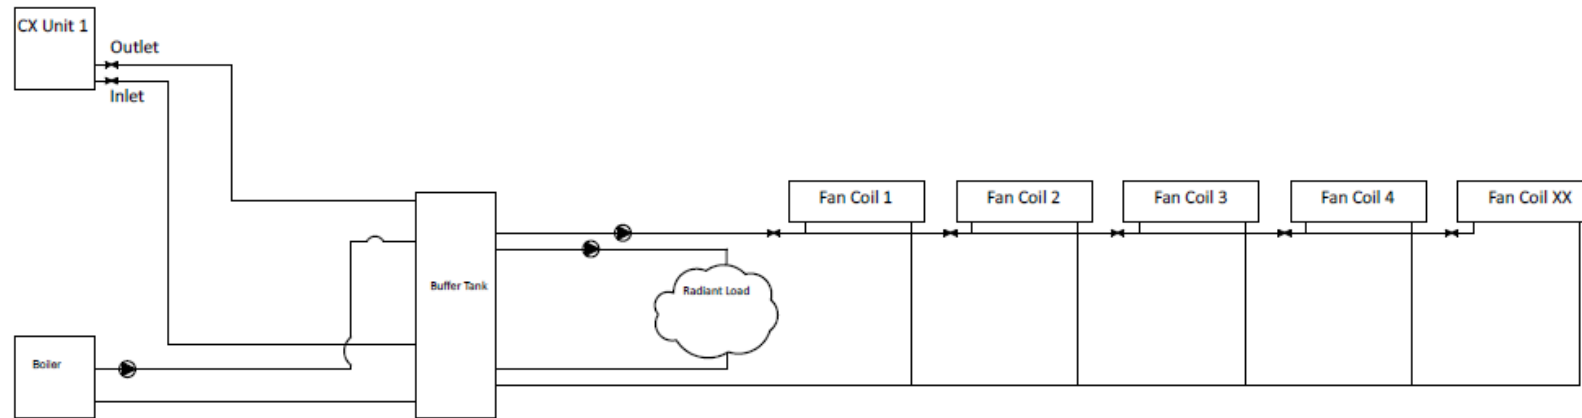 CX Unit 1
Outlet
Inlet
Fan Coil 1
Fan Coil 2
Fan Coil 3
Fan Coil 4
Fan Coil XX
Buffer Tank
Radiant Load
Boiler